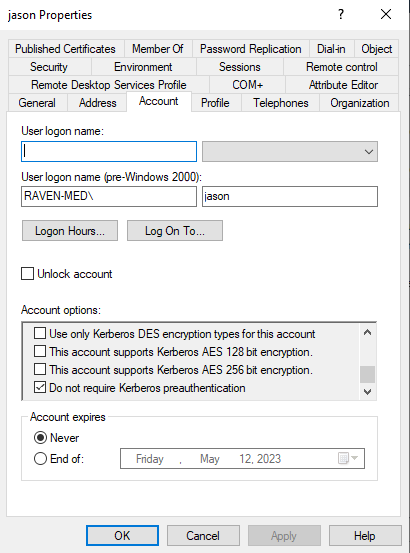 jason Properties
Published Certificates Member Of Password Replication Dial-in Object
Security Environment Sessions Remote control
Remote Desktop Services Profile COM+ Attribute Editor
General Address Account Profile Telephones Organization
User logon name:
User logon name (pre-Windows 2000):
RAVEN-MED\ jason
Logon Hours... Log On To...
Unlock account
Account options:
Use only Kerberos DES encryption types for this account
This account supports Kerberos AES 128 bit encryption.
This account supports Kerberos AES 256 bit encryption.
Do not require Kerberos preauthentication
Account expires
Never
End of: Friday , May 12, 2023
OK Cancel Apply Help